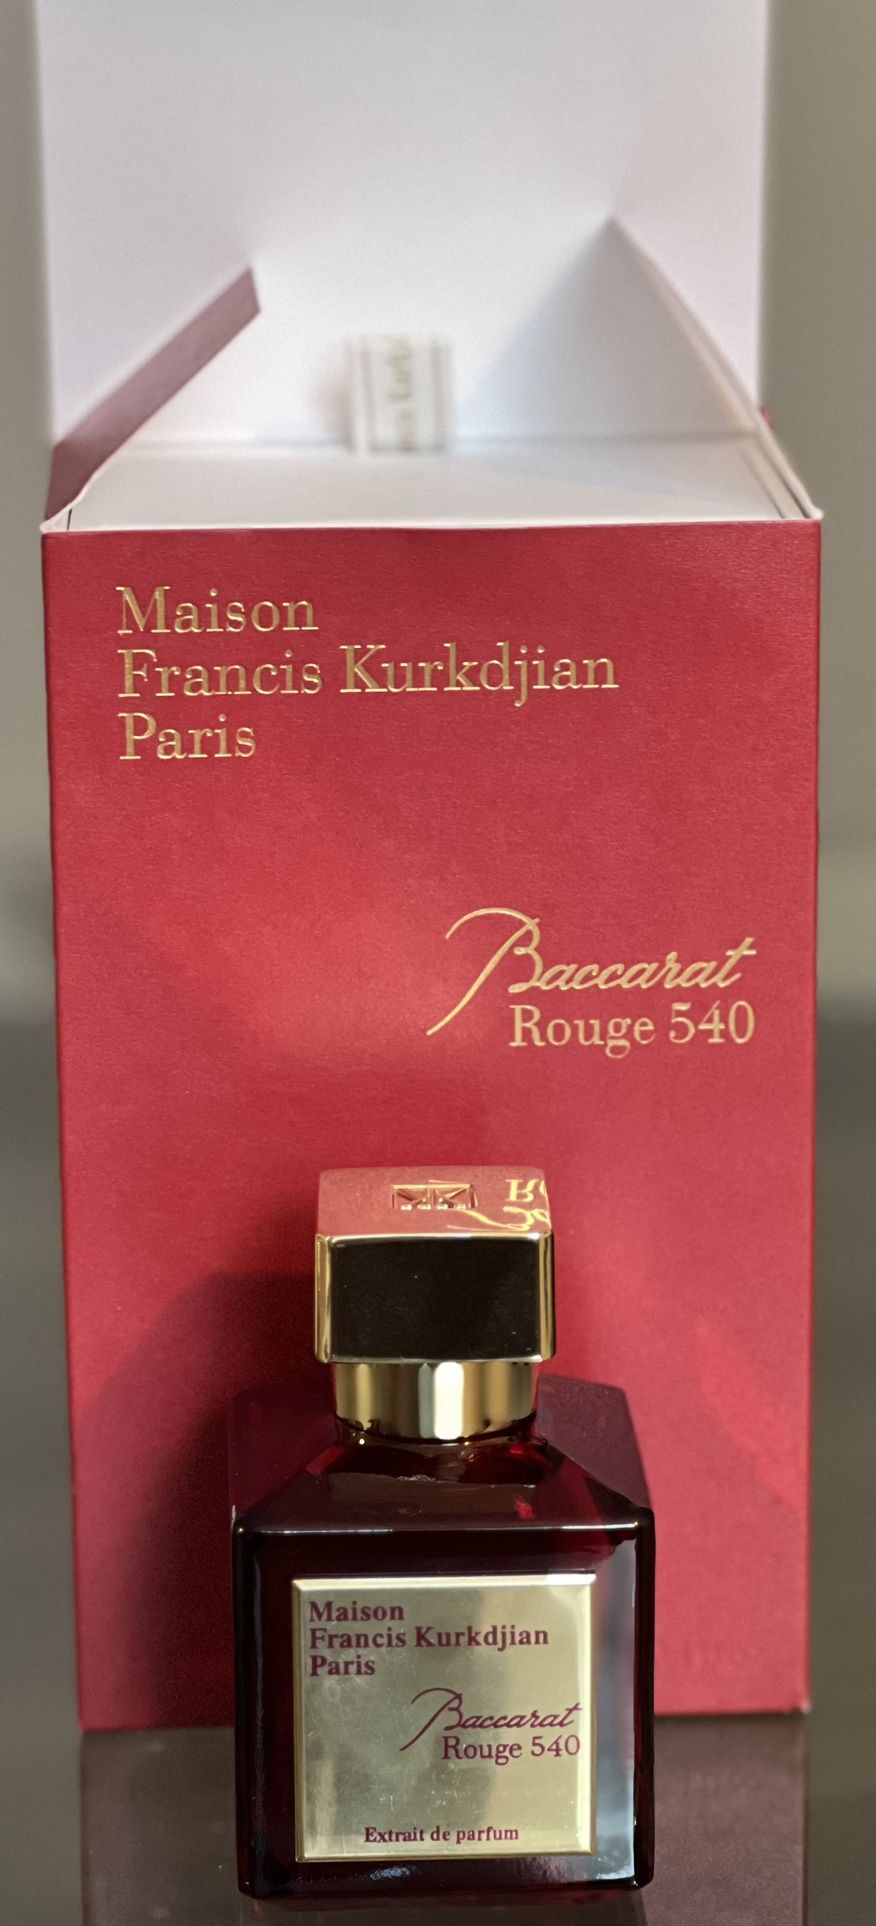 Maison
Francis Kurkdjian
Paris
Baccarat
Rouge 540
Maison
Francis Kurkdjian
Paris
Baccarat
Rouge 540
Extrait de parfum